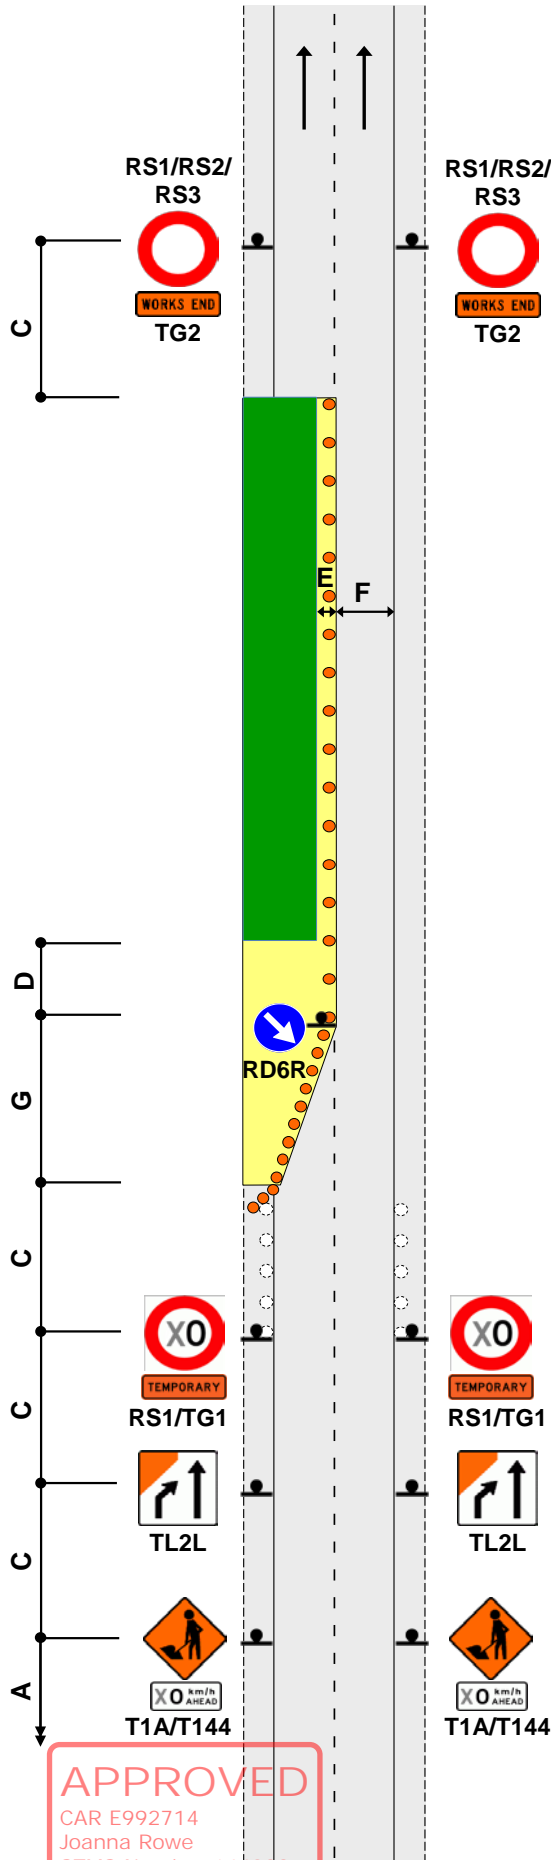 RS1/RS2/
RS3
WORKS END
TG2
RS1/RS2/
RS3
WORKS END
TG2
C
E
F
D
RD6R
G
C
X0
TEMPORARY
RS1/TG1
X0
TEMPORARY
RS1/TG1
C
TL2L
TL2L
C
X0 km/h
AHEAD
T1A/T144
X0 km/h
AHEAD
T1A/T144
A
APPROVED
CAR E992714
Joanna Rowe